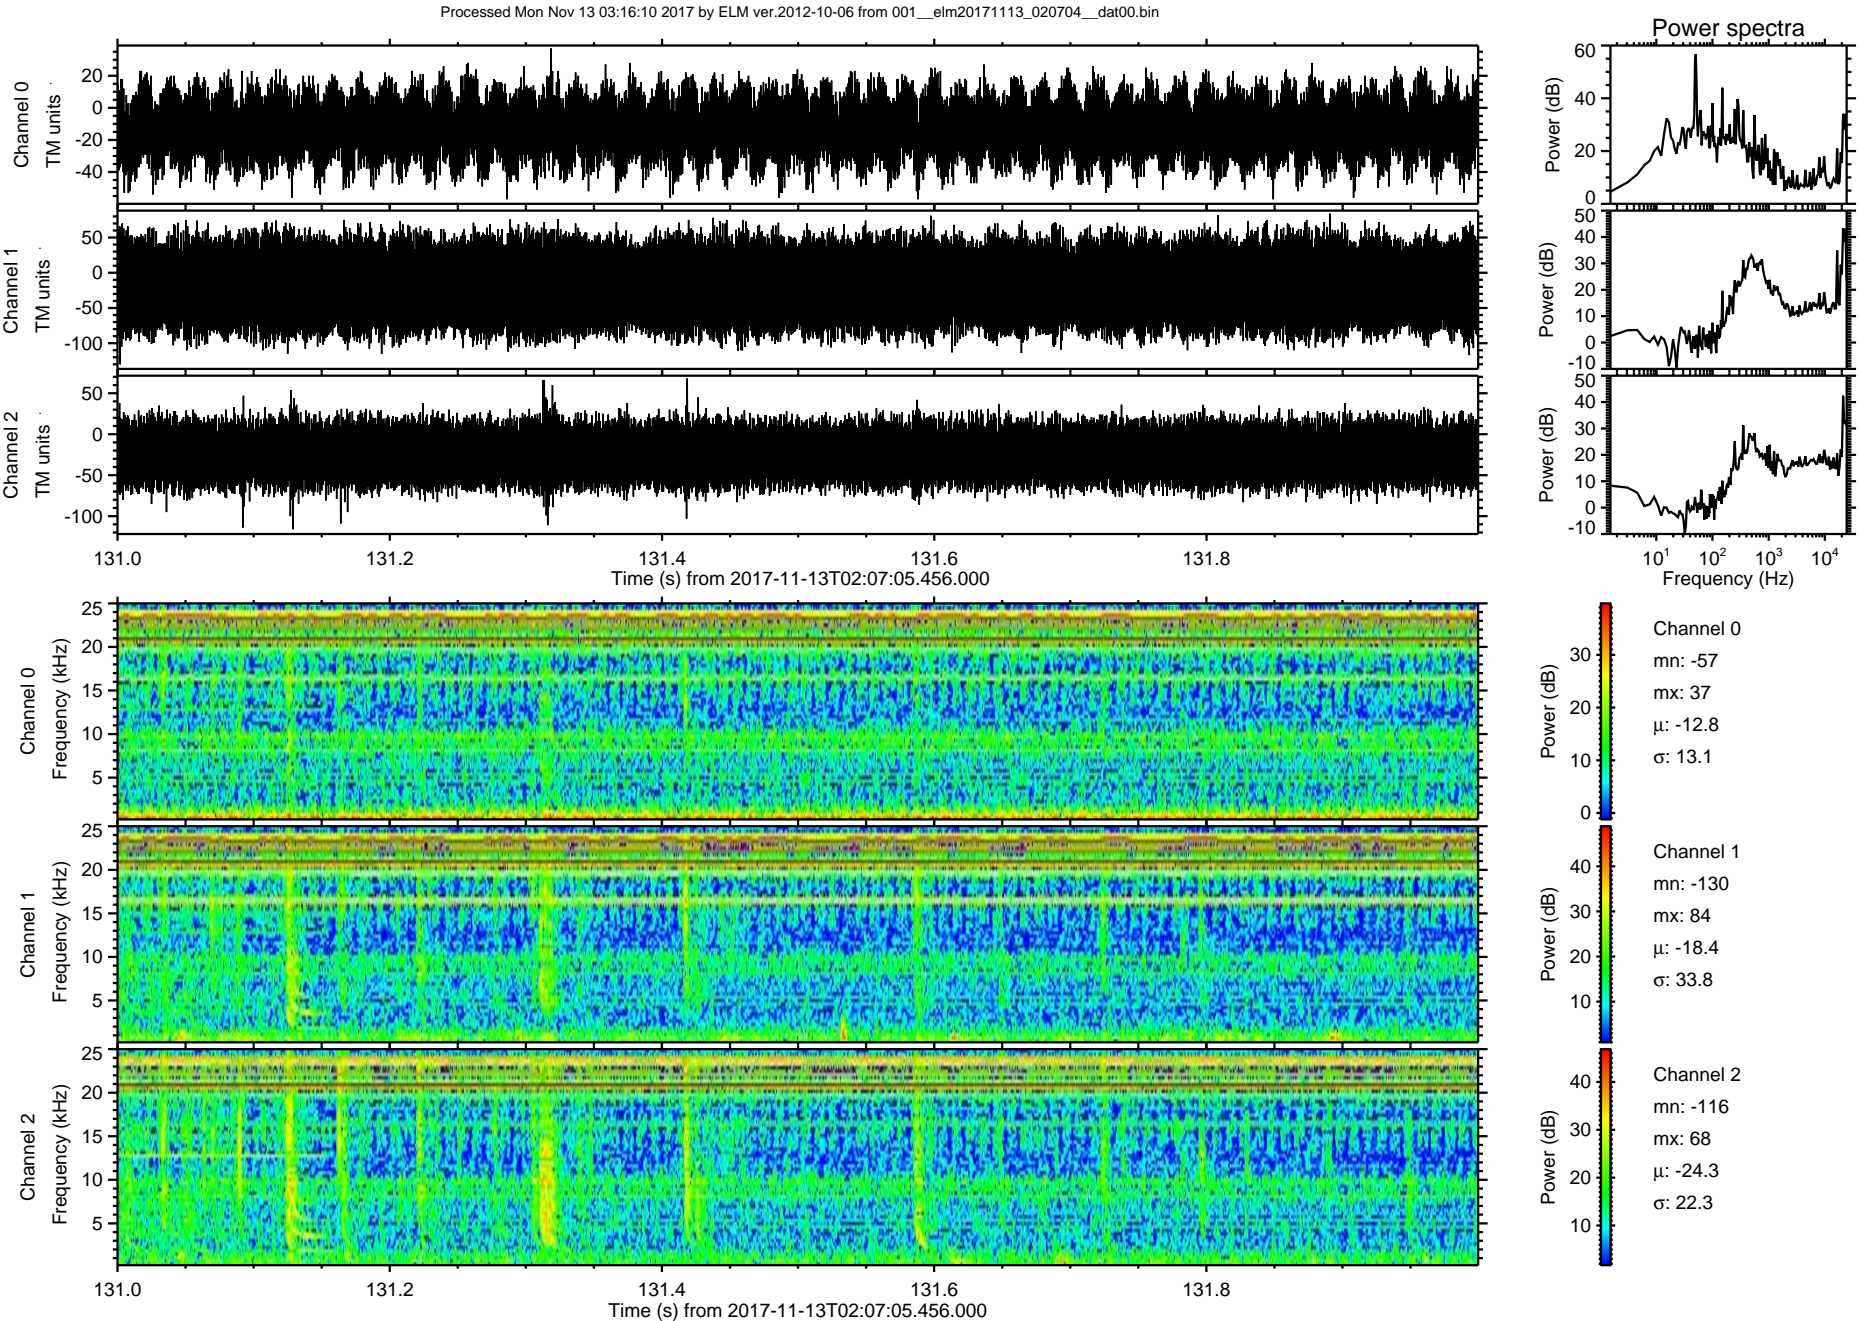 Processed Mon Nov 13 03:16:10 2017 by ELM ver.2012-10-06 from 001__elm20171113_020704__dat00.bin
Power spectra
Channel 0
TM units
20
0
-20
-40
Power (dB)
60
40
20
0
Channel 1
TM units
50
0
-50
-100
Power (dB)
50
40
30
20
10
0
-10
Channel 2
TM units
50
0
-50
-100
Power (dB)
50
40
30
20
10
0
-10
131.0 131.2 131.4 131.6 131.8
Time (s) from 2017-11-13T02:07:05.456.000
10¹ 10² 10³ 10⁴
Frequency (Hz)
Channel 0
Frequency (kHz)
25
20
15
10
5
Power (dB)
30
20
10
0
Channel 0
mn: -57
mx: 37
μ: -12.8
σ: 13.1
Channel 1
Frequency (kHz)
25
20
15
10
5
Power (dB)
40
30
20
10
Channel 1
mn: -130
mx: 84
μ: -18.4
σ: 33.8
Channel 2
Frequency (kHz)
25
20
15
10
5
Power (dB)
40
30
20
10
Channel 2
mn: -116
mx: 68
μ: -24.3
σ: 22.3
131.0 131.2 131.4 131.6 131.8
Time (s) from 2017-11-13T02:07:05.456.000